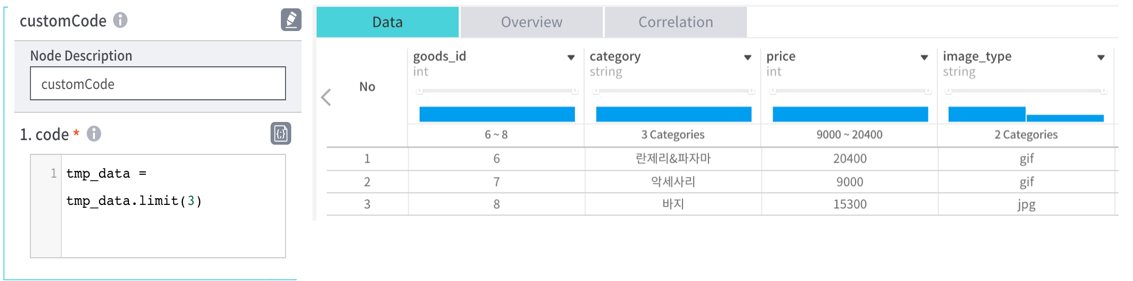 customCode
Node Description
customCode
1. code *
1 tmp_data =
tmp_data.limit(3)
Data Overview Correlation
No goods_id category price image_type
int string int string
6 ~ 8 3 Categories 9000 ~ 20400 2 Categories
1 6 란제리&파자마 20400 gif
2 7 악세사리 9000 gif
3 8 바지 15300 jpg